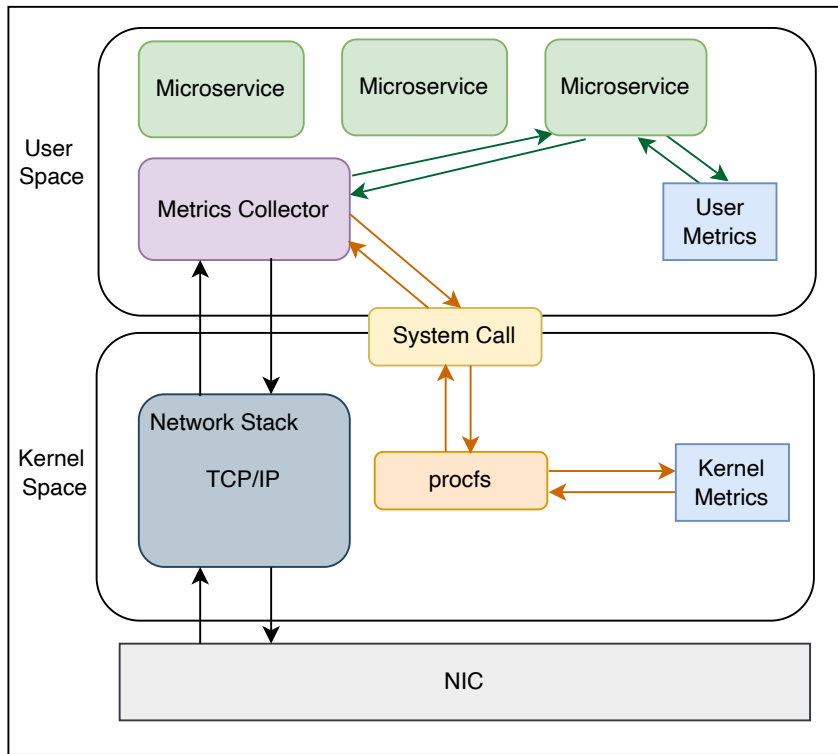 Microservice
Microservice
Microservice
User
Space
Metrics Collector
User
Metrics
System Call
Network Stack
TCP/IP
Kernel
Space
procfs
Kernel
Metrics
NIC